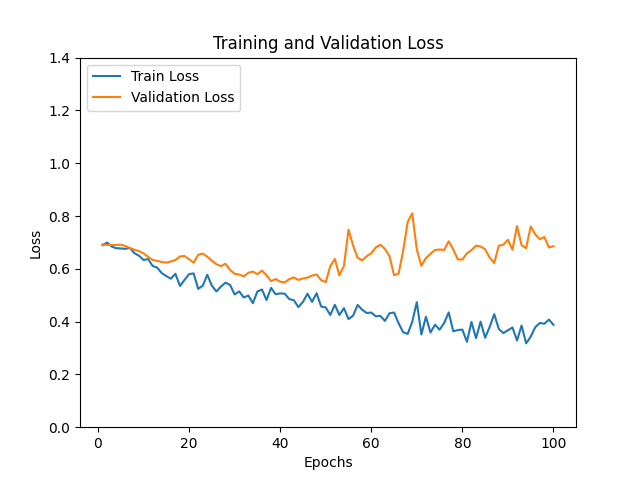 Training and Validation Loss
Train Loss
Validation Loss
1.4
1.2
1.0
0.8
0.6
0.4
0.2
0.0
Loss
0 20 40 60 80 100
Epochs